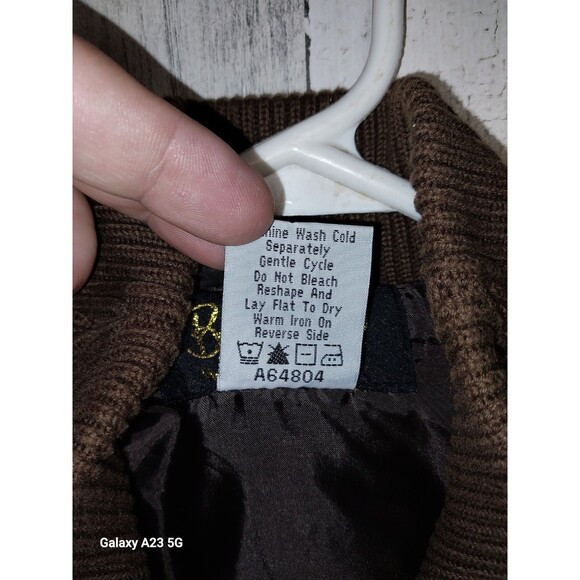 Wash Cold
Separately
Gentle Cycle
Do Not Bleach
Reshape And
Lay Flat To Dry
Warm Iron On
Reverse Side
A64804
Galaxy A23 5G